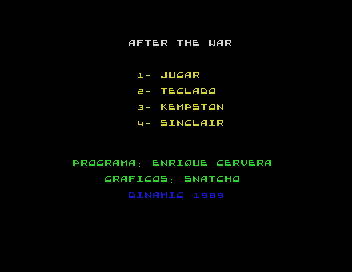 AFTER THE WAR
1- JUGAR
2- TECLADO
3- KEMPSTON
4- SINCLAIR
PROGRAMA: ENRIQUE CERVERA
GRAFICOS: SNATCHO
DINAMIC 1989